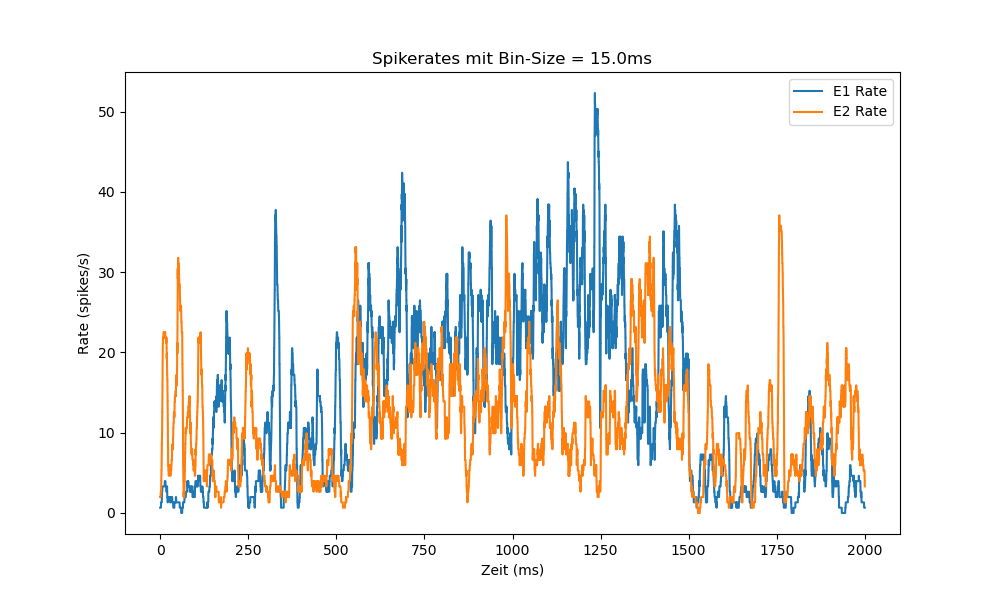 Spikerates mit Bin-Size = 15.0ms
E1 Rate
E2 Rate
Rate (spikes/s)
50
40
30
20
10
0
0 250 500 750 1000 1250 1500 1750 2000
Zeit (ms)